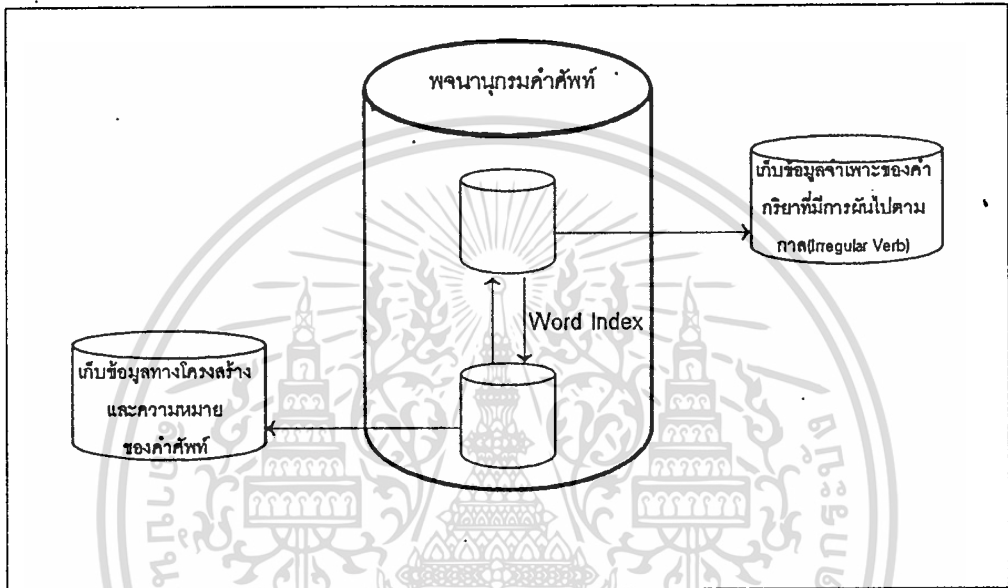 พจนานุกรมคำศัพท์
เก็บข้อมูลจำเพาะของคำ
กริยาที่มีการผันไปตาม
กาล(Irregular Verb)
Word Index
เก็บข้อมูลทางโครงสร้าง
และความหมาย
ของคำศัพท์